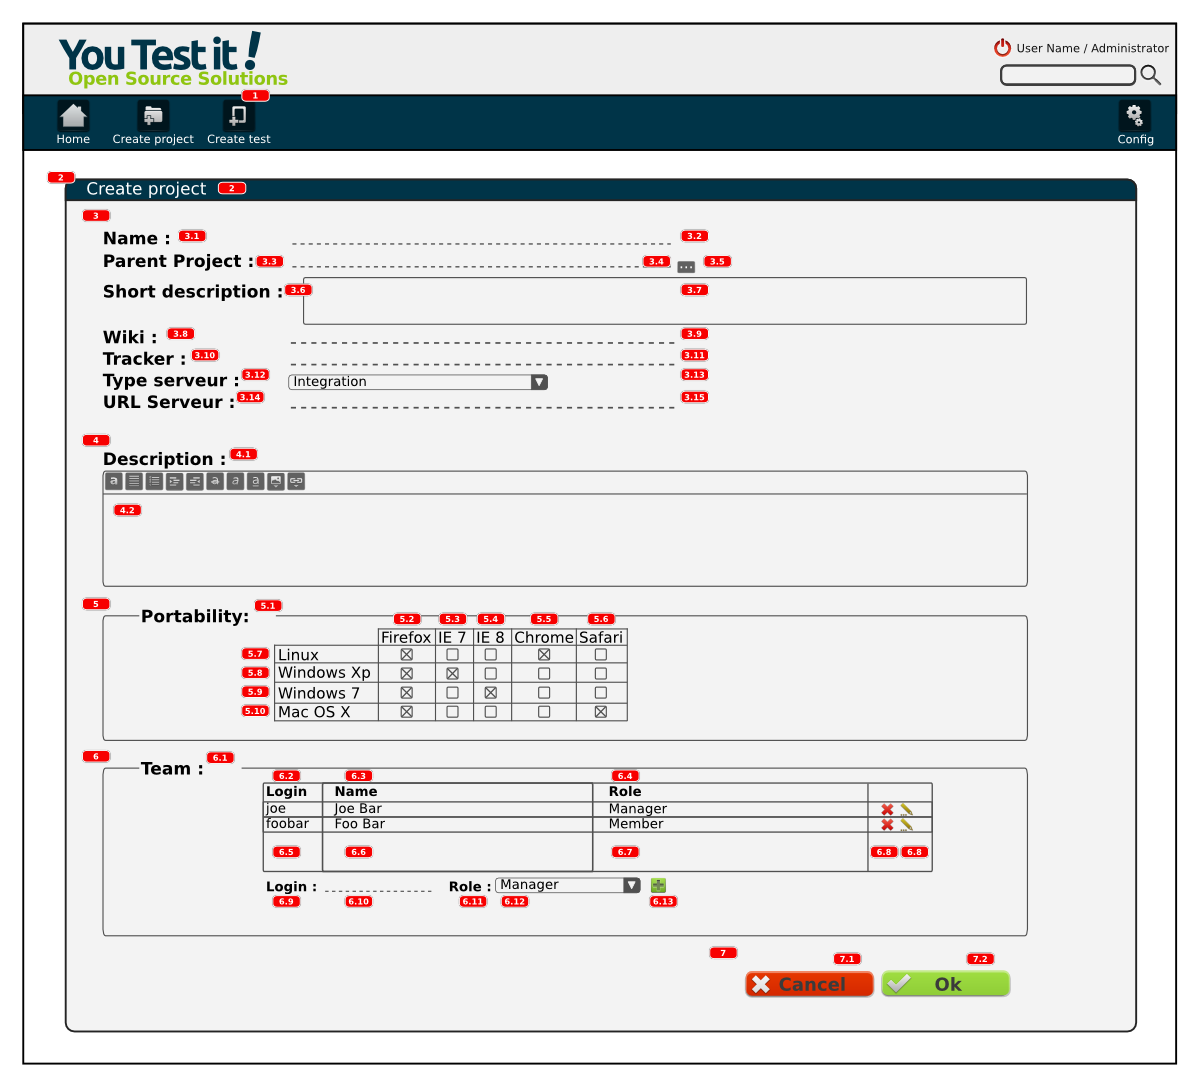 You Test it!
Open Source Solutions
User Name / Administrator
1
Home Create project Create test Config
2
Create project 2
3
Name : 3.1 3.2
Parent Project : 3.3 3.4 ... 3.5
Short description : 3.6 3.7
Wiki : 3.8 3.9
Tracker : 3.10 3.11
Type serveur : 3.12 Integration 3.13
URL Serveur : 3.14 3.15
4
Description : 4.1
a a a a
4.2
5
Portability: 5.1
5.2 5.3 5.4 5.5 5.6
Firefox IE 7 IE 8 Chrome Safari
5.7 Linux
5.8 Windows Xp
5.9 Windows 7
5.10 Mac OS X
6
Team : 6.1
6.2 6.3 6.4
Login Name Role
joe Joe Bar Manager
foobar Foo Bar Member
6.5 6.6 6.7 6.8 6.8
Login : Role : Manager
6.9 6.10 6.11 6.12 6.13
7 7.1 7.2
Cancel Ok